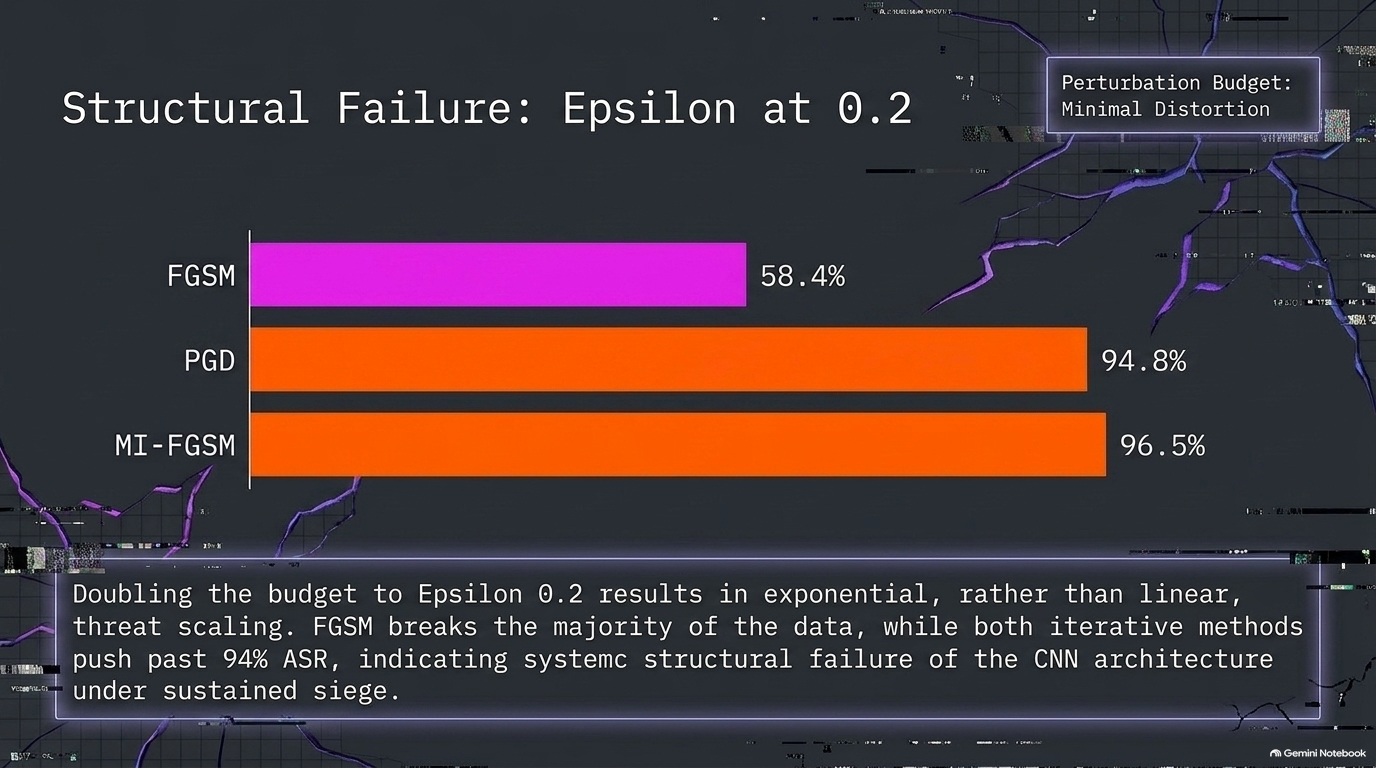 Structural Failure: Epsilon at 0.2
Perturbation Budget:
Minimal Distortion
FGSM
58.4%
PGD
94.8%
MI-FGSM
96.5%
Doubling the budget to Epsilon 0.2 results in exponential, rather than linear,
threat scaling. FGSM breaks the majority of the data, while both iterative methods
push past 94% ASR, indicating systemc structural failure of the CNN architecture
under sustained siege.
Gemini Notebook